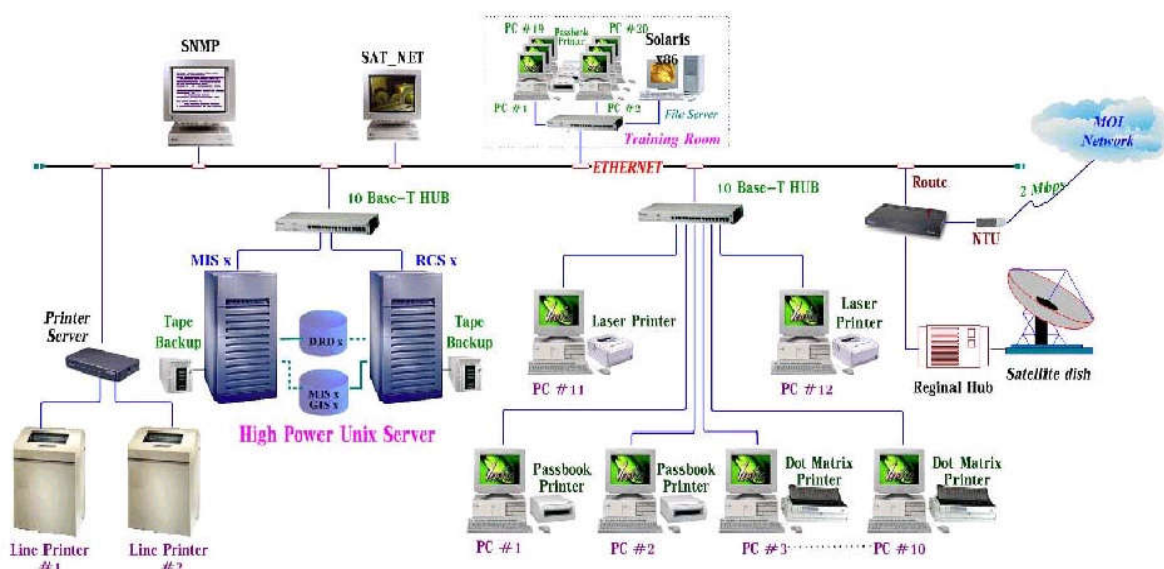 SNMP
SAT_NET
PC #19
Passbook
Printer
PC #20
Solaris
x86
PC #1
PC #2
File Server
Training Room
MOI
Network
ETHERNET
10 Base-T HUB
10 Base-T HUB
Route
2 Mbps
NTU
MIS x
RCS x
Printer
Server
Tape
Backup
DRD x
Tape
Backup
MIS x
GIS x
High Power Unix Server
Laser Printer
PC #11
Laser
Printer
PC #12
Reginal Hub
Satellite dish
Line Printer
#1
Line Printer
#2
Passbook
Printer
PC #1
Passbook
Printer
PC #2
Dot Matrix
Printer
PC #3
Dot Matrix
Printer
PC #10